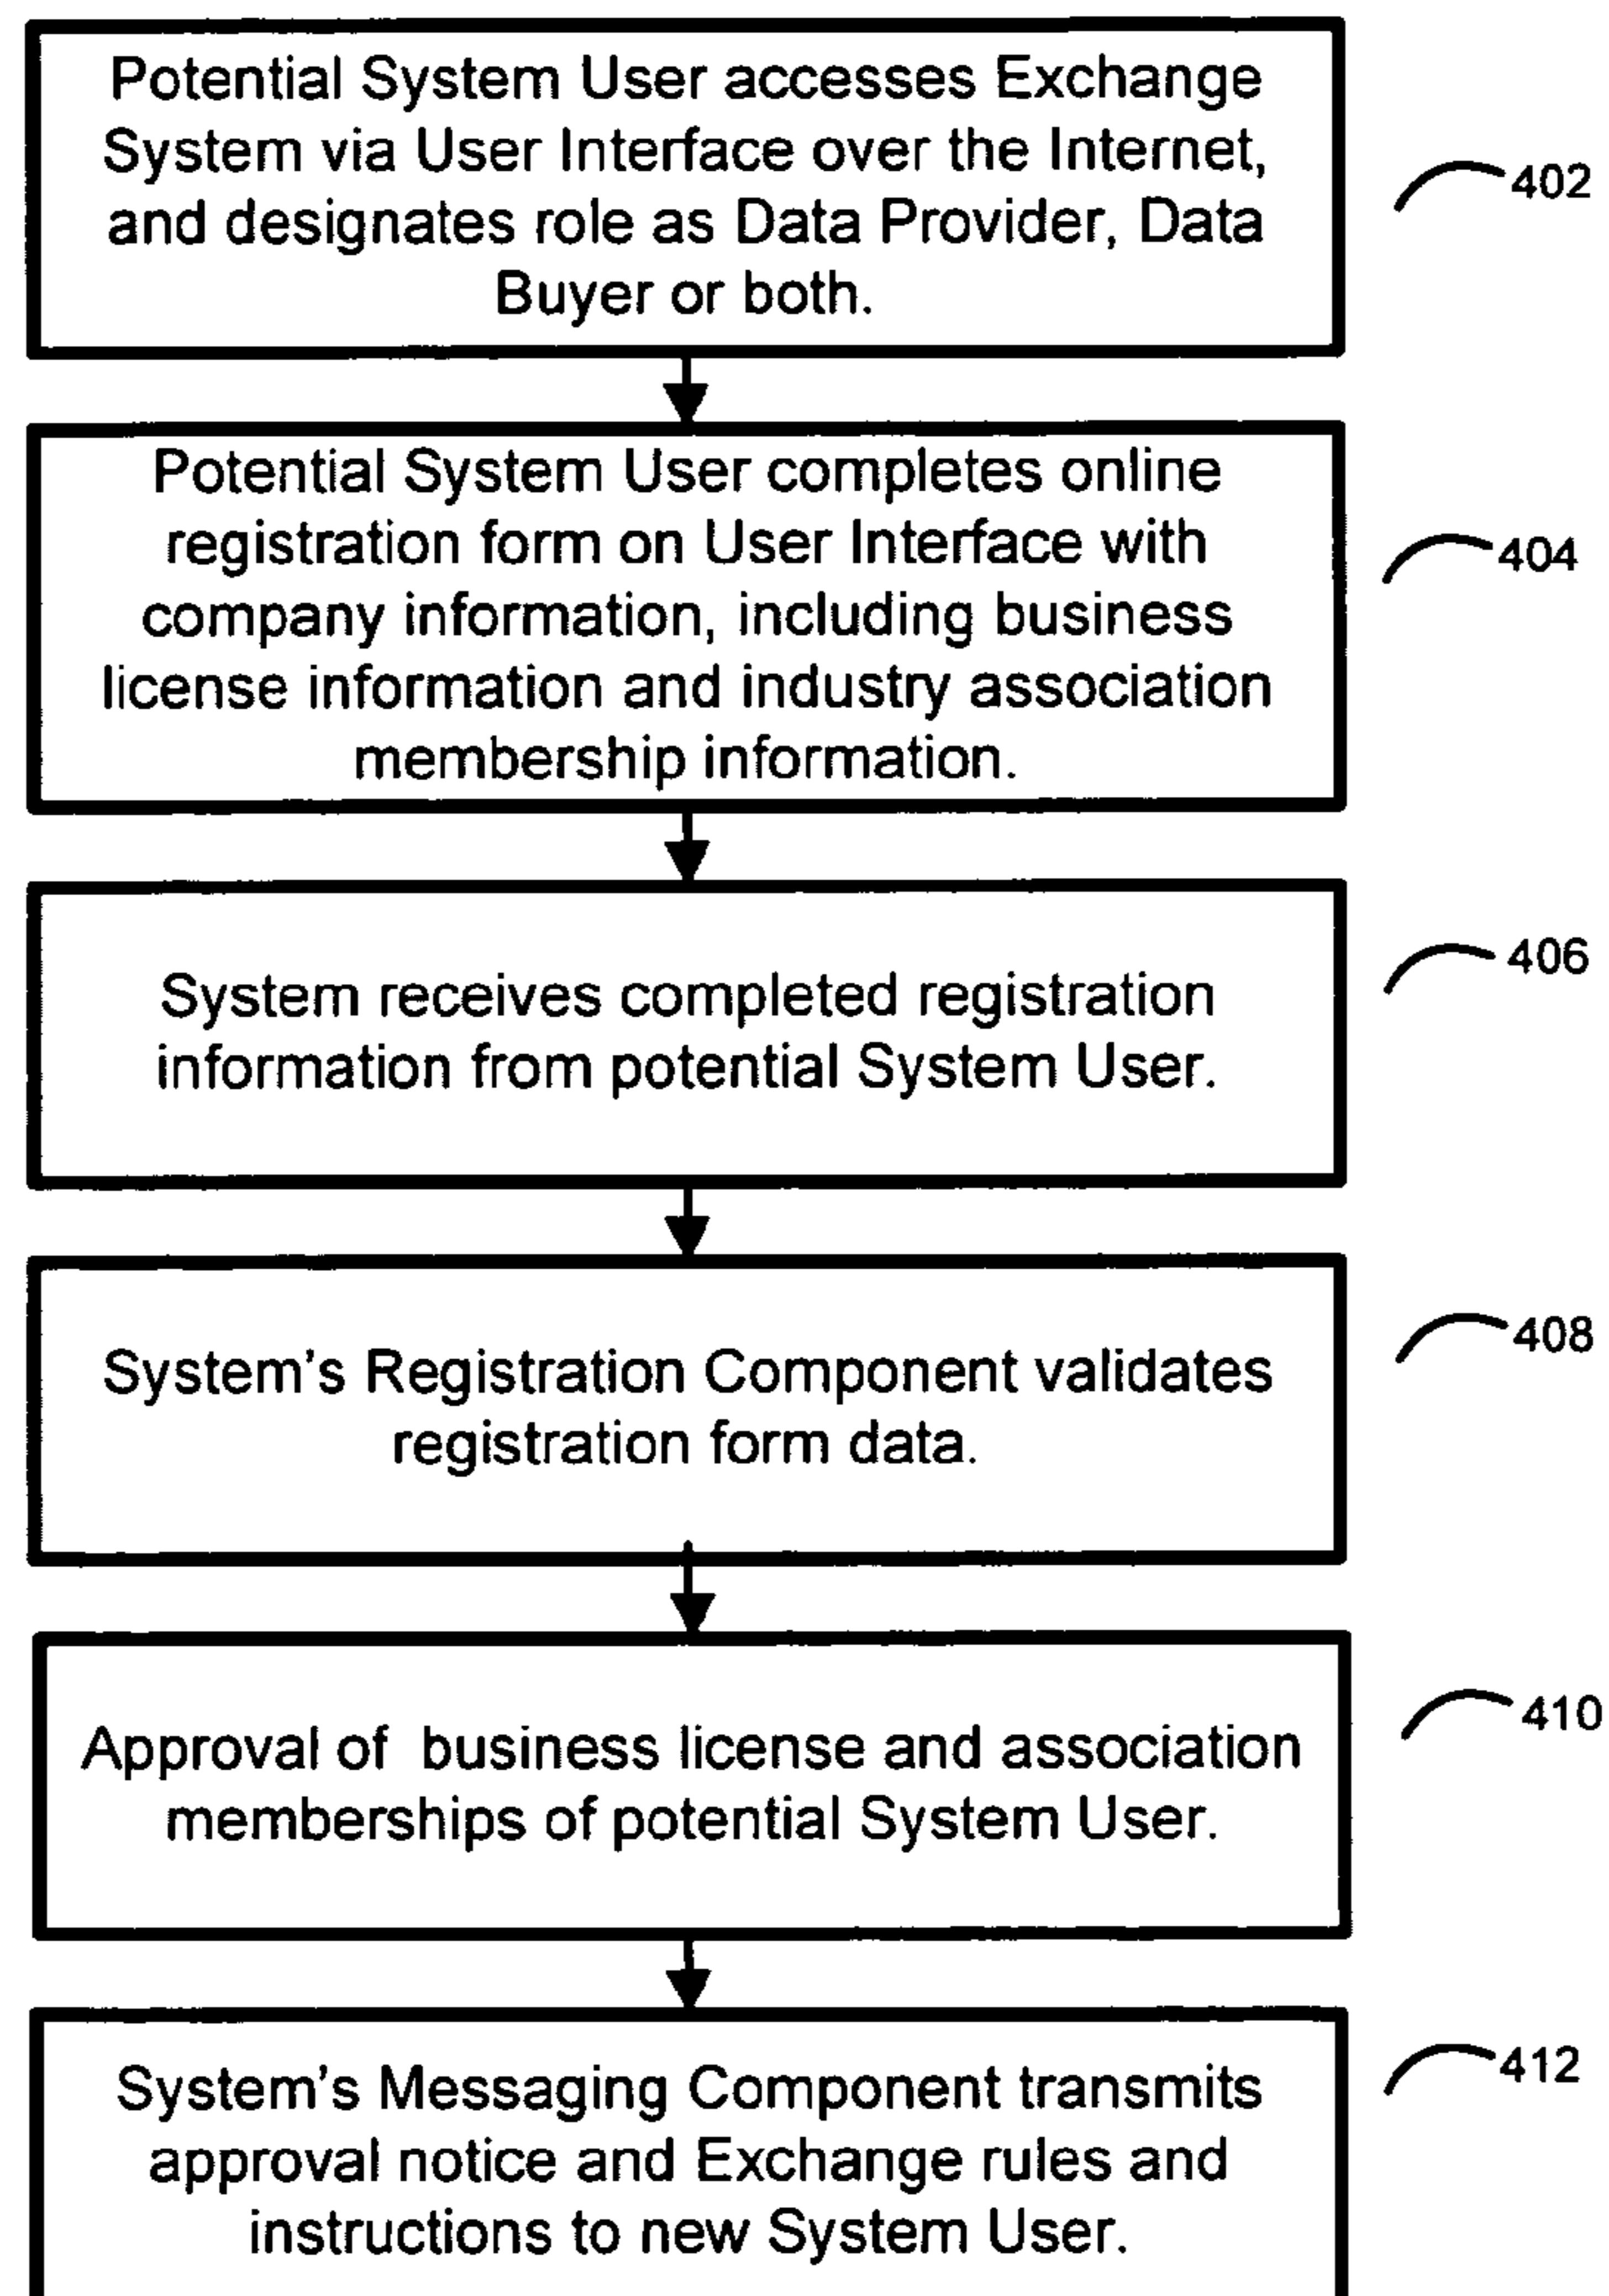 Potential System User accesses Exchange
System via User Interface over the Internet,
and designates role as Data Provider, Data
Buyer or both.
402
Potential System User completes online
registration form on User Interface with
company information, including business
license information and industry association
membership information.
404
System receives completed registration
information from potential System User.
406
System's Registration Component validates
registration form data.
408
Approval of business license and association
memberships of potential System User.
410
System's Messaging Component transmits
approval notice and Exchange rules and
instructions to new System User.
412